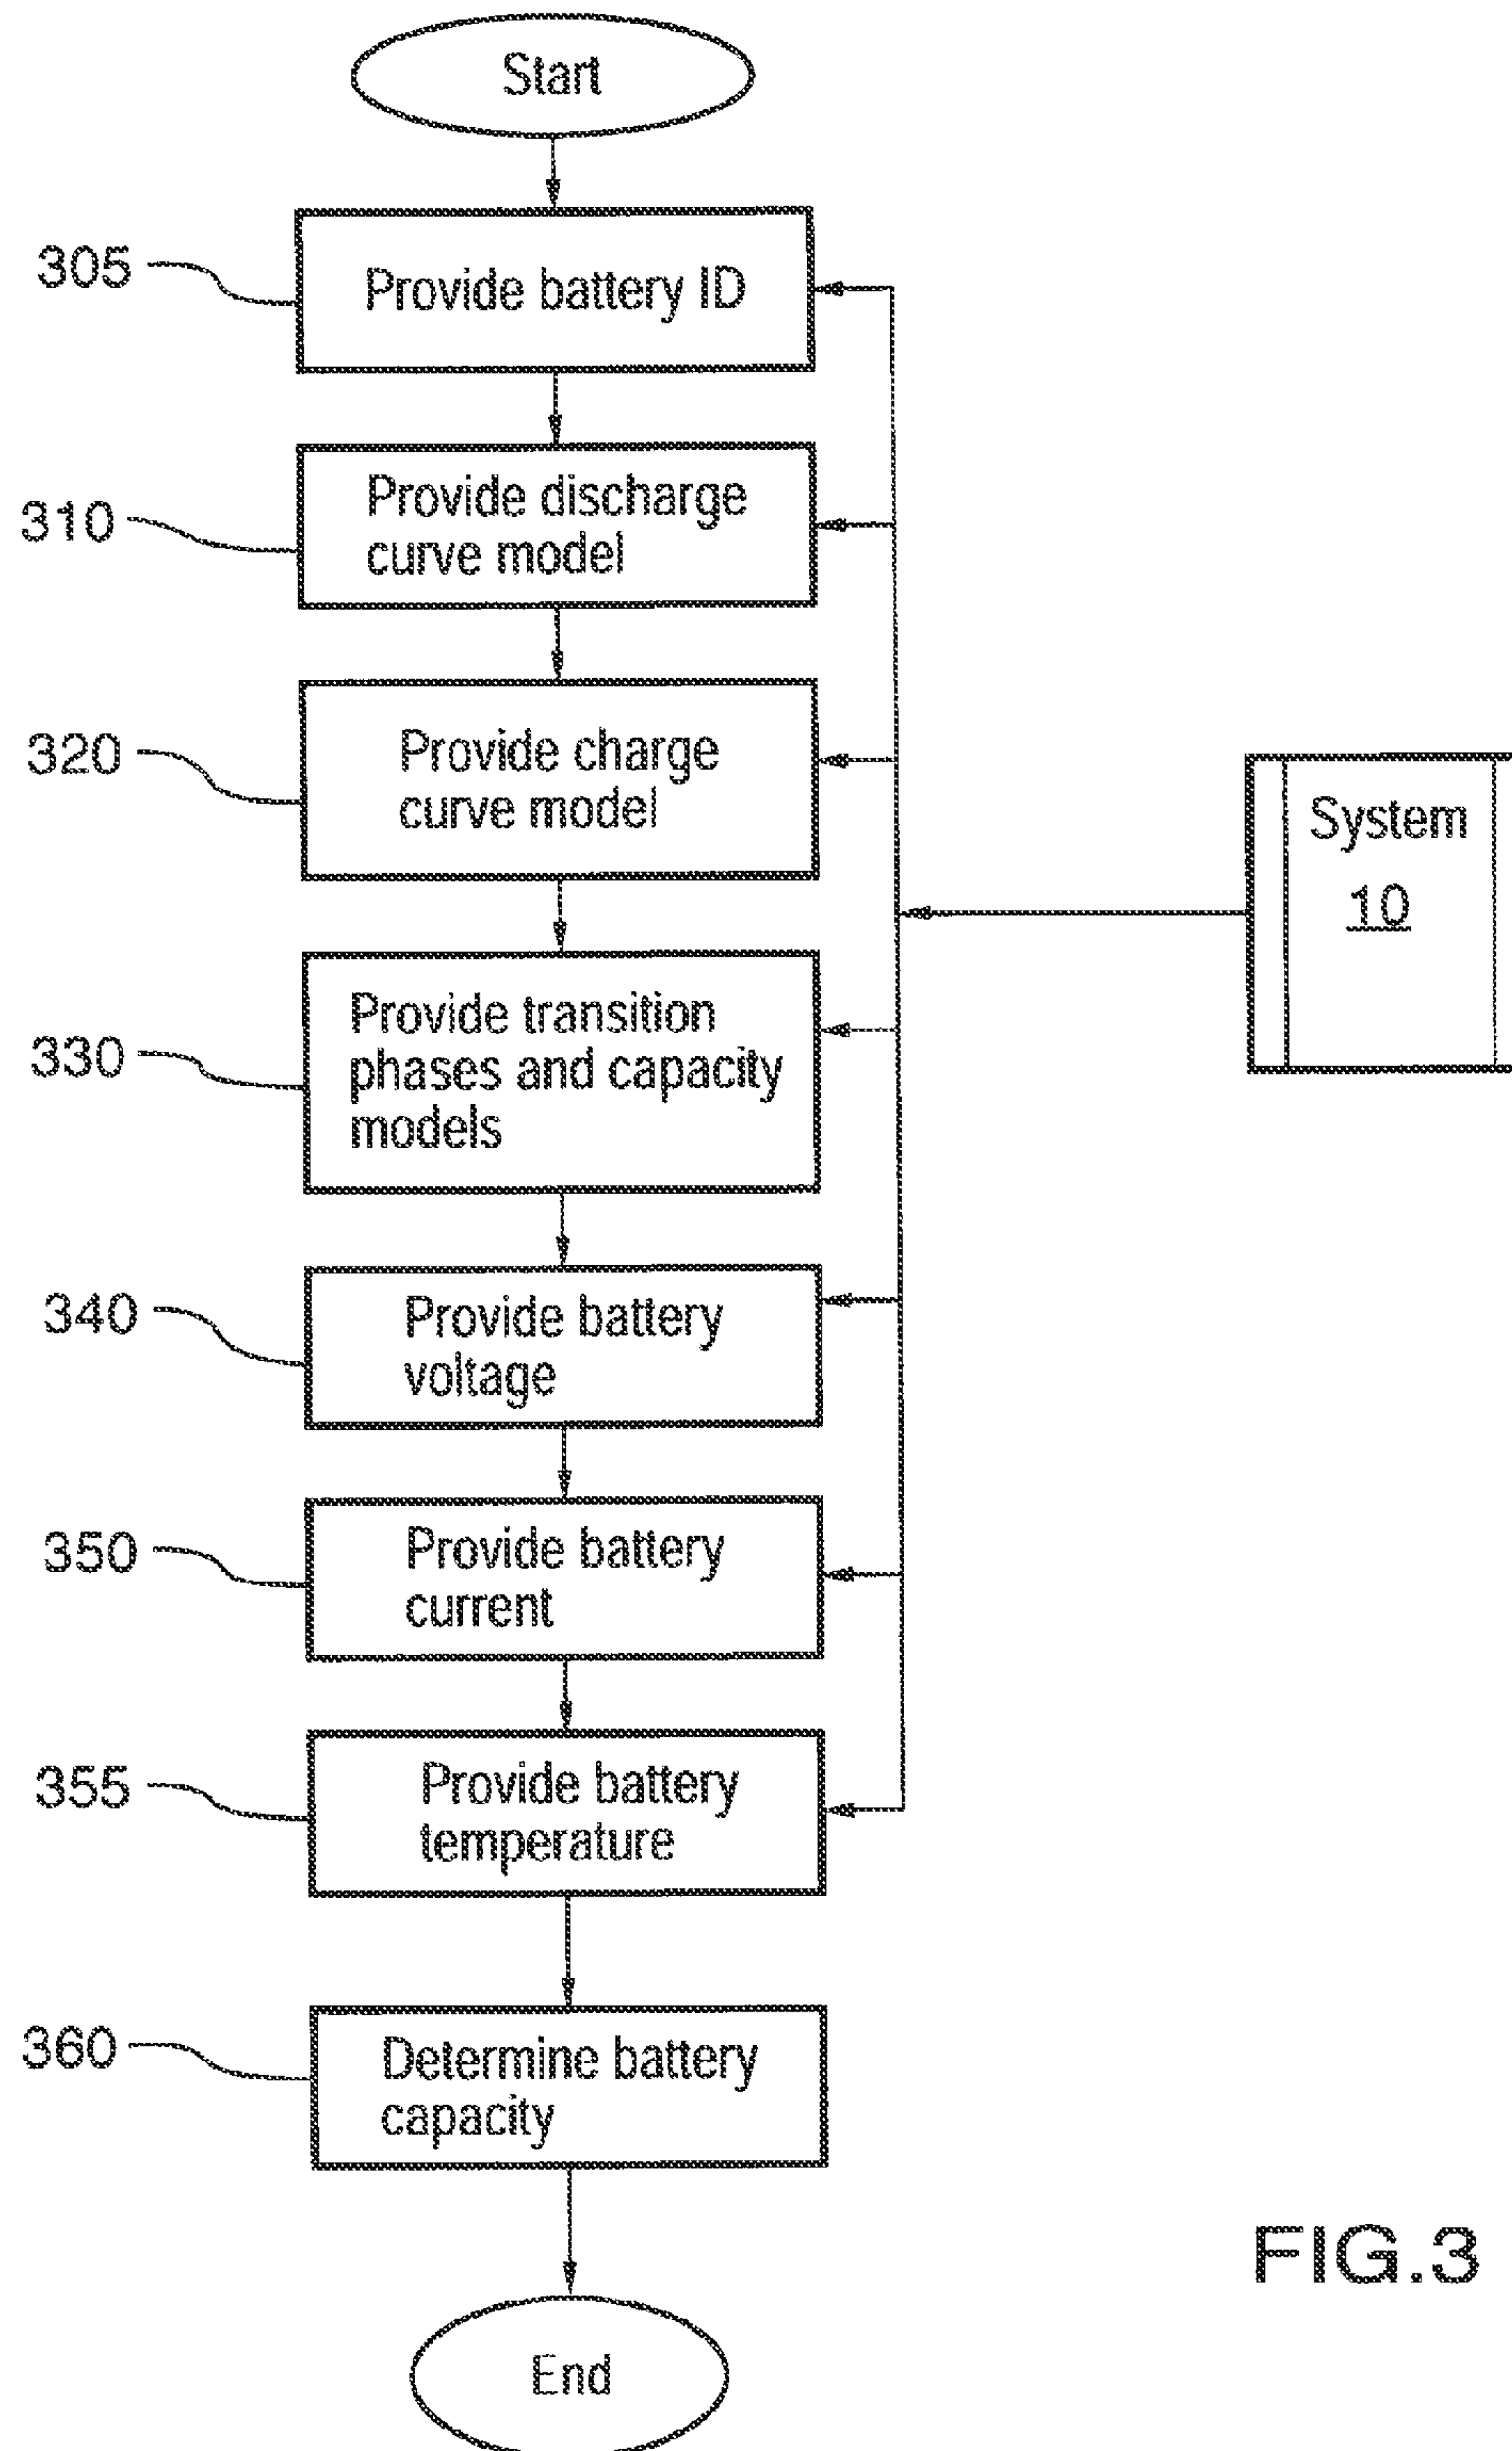 Start
305
Provide battery ID
310
Provide discharge
curve model
320
Provide charge
curve model
System
10
330
Provide transition
phases and capacity
models
340
Provide battery
voltage
350
Provide battery
current
355
Provide battery
temperature
360
Determine battery
capacity
FIG.3
End